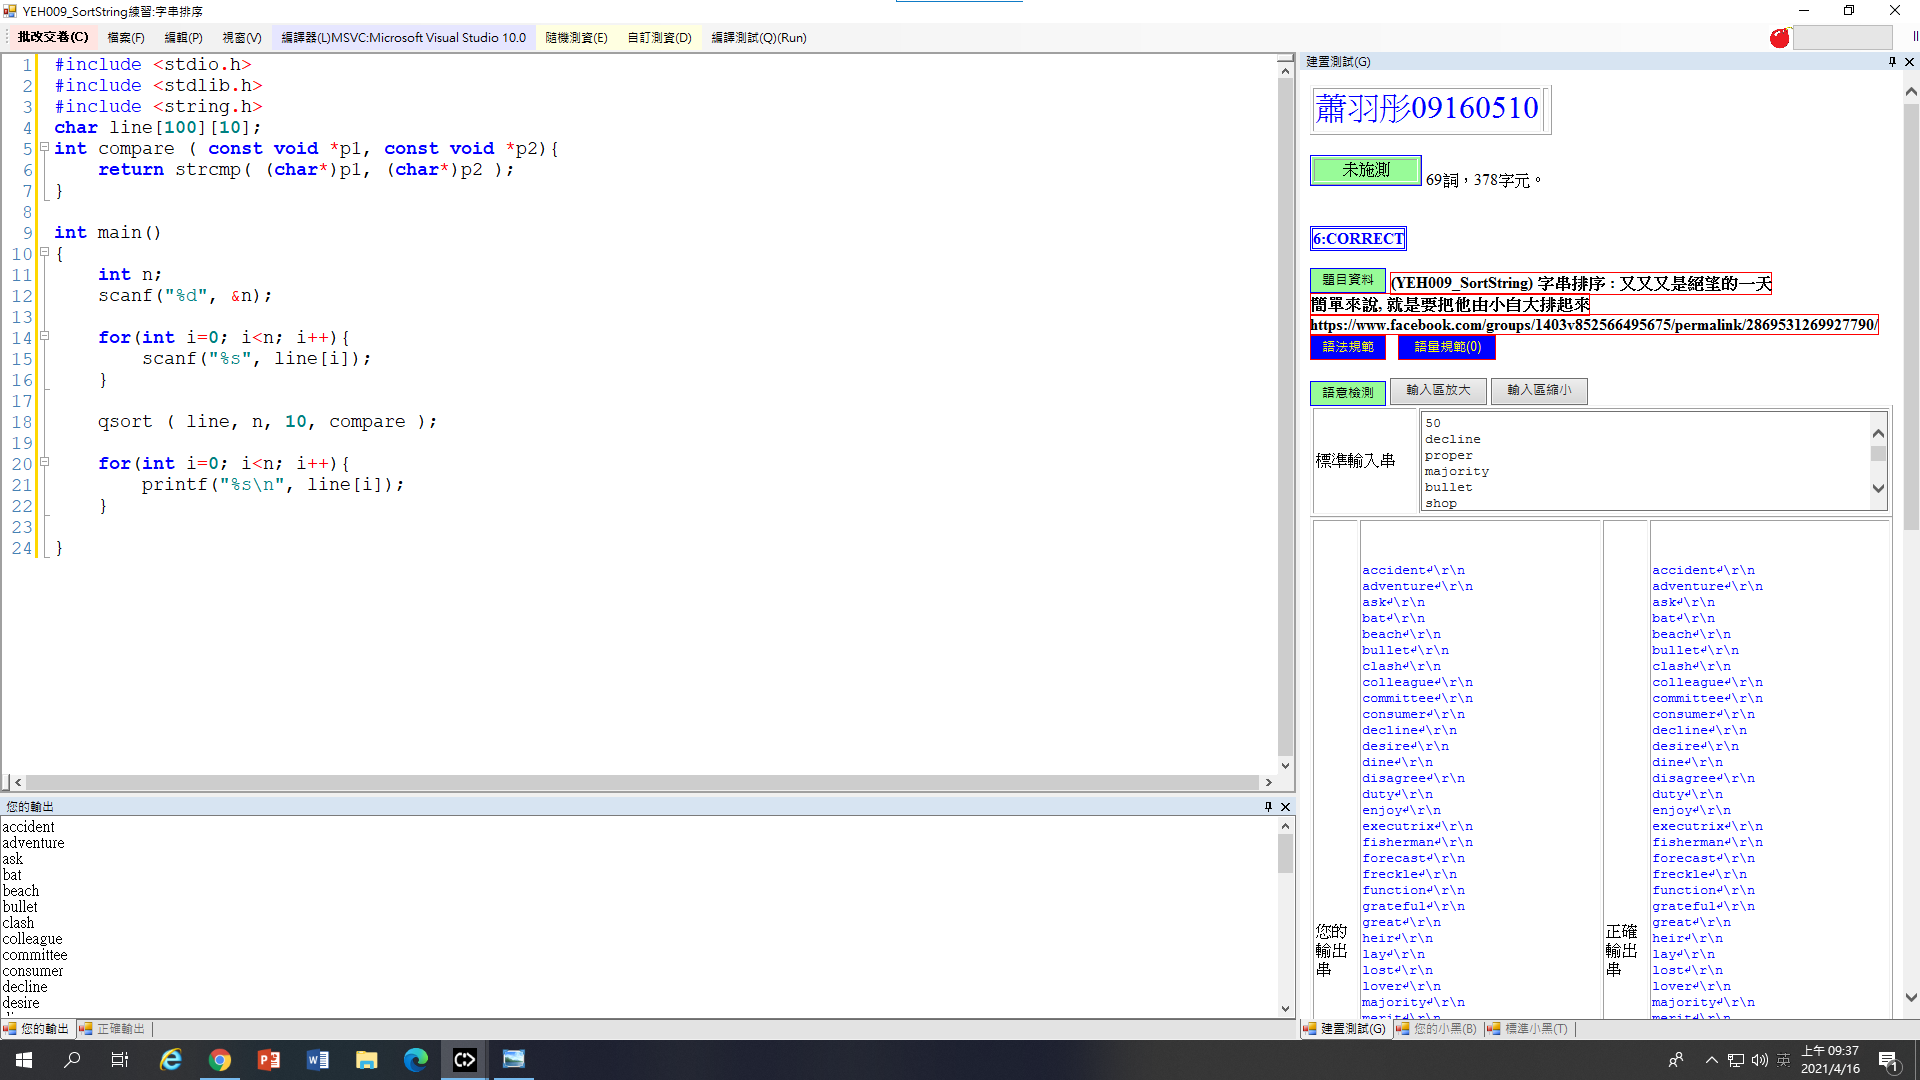 YEH009_SortString練習:字串排序
批改交卷(C) 檔案(F) 編輯(P) 視窗(V) 編譯器(L)MSVC:Microsoft Visual Studio 10.0 隨機測資(E) 自訂測資(D) 編譯測試(Q)(Run)
1 #include <stdio.h>
2 #include <stdlib.h>
3 #include <string.h>
4 char line[100][10];
5 int compare ( const void *p1, const void *p2){
6 return strcmp( (char*)p1, (char*)p2 );
7 }
8
9 int main()
10 {
11 int n;
12 scanf("%d", &n);
13
14 for(int i=0; i<n; i++){
15 scanf("%s", line[i]);
16 }
17
18 qsort ( line, n, 10, compare );
19
20 for(int i=0; i<n; i++){
21 printf("%s\n", line[i]);
22 }
23
24 }
您的輸出
accident
adventure
ask
bat
beach
bullet
clash
colleague
committee
consumer
decline
desire
您的輸出 正確輸出
建置測試(G)
蕭羽彤09160510
未施測 69詞，378字元。
6:CORRECT
題目資料 (YEH009_SortString) 字串排序 : 又又又是絕望的一天
簡單來說, 就是要把他由小自大排起來
https://www.facebook.com/groups/1403v852566495675/permalink/2869531269927790/
語法規範 語量規範(0)
語意檢測 輸入區放大 輸入區縮小
標準輸入串
50
decline
proper
majority
bullet
shop
您的
輸出
串
accident↲\r\n
adventure↲\r\n
ask↲\r\n
bat↲\r\n
beach↲\r\n
bullet↲\r\n
clash↲\r\n
colleague↲\r\n
committee↲\r\n
consumer↲\r\n
decline↲\r\n
desire↲\r\n
dine↲\r\n
disagree↲\r\n
duty↲\r\n
enjoy↲\r\n
executrix↲\r\n
fisherman↲\r\n
forecast↲\r\n
freckle↲\r\n
function↲\r\n
grateful↲\r\n
great↲\r\n
heir↲\r\n
lay↲\r\n
lost↲\r\n
lover↲\r\n
majority↲\r\n
merit↲\r\n
正確
輸出
串
accident↲\r\n
adventure↲\r\n
ask↲\r\n
bat↲\r\n
beach↲\r\n
bullet↲\r\n
clash↲\r\n
colleague↲\r\n
committee↲\r\n
consumer↲\r\n
decline↲\r\n
desire↲\r\n
dine↲\r\n
disagree↲\r\n
duty↲\r\n
enjoy↲\r\n
executrix↲\r\n
fisherman↲\r\n
forecast↲\r\n
freckle↲\r\n
function↲\r\n
grateful↲\r\n
great↲\r\n
heir↲\r\n
lay↲\r\n
lost↲\r\n
lover↲\r\n
majority↲\r\n
merit↲\r\n
建置測試(G) 您的小黑(B) 標準小黑(T)
英 上午 09:37
2021/4/16
1